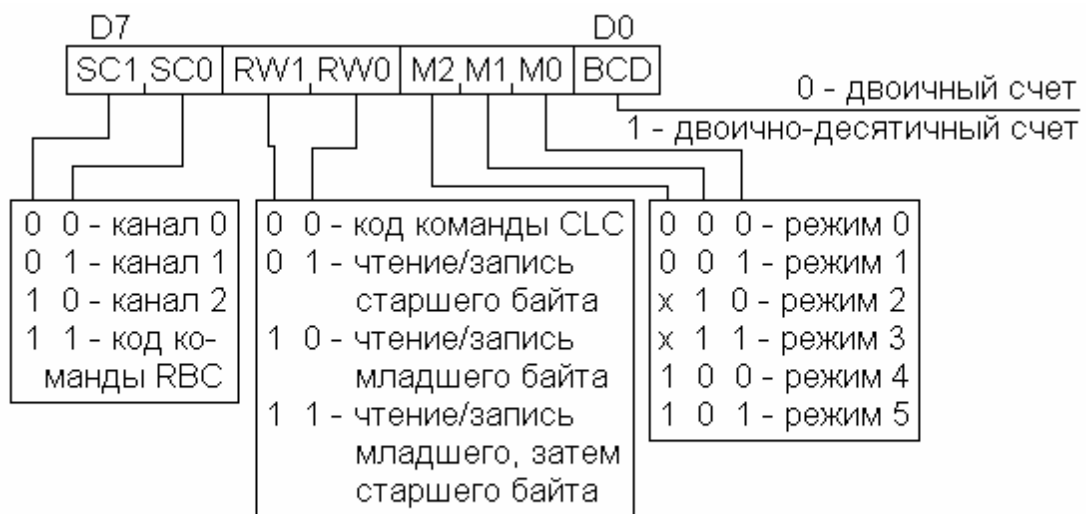 D7 D0
SC1 SC0 RW1 RW0 M2 M1 M0 BCD
0 - двоичный счет
1 - двоично-десятичный счет
0 0 - канал 0
0 1 - канал 1
1 0 - канал 2
1 1 - код ко-
манды RBC
0 0 - код команды CLC
0 1 - чтение/запись
старшего байта
1 0 - чтение/запись
младшего байта
1 1 - чтение/запись
младшего, затем
старшего байта
0 0 0 - режим 0
0 0 1 - режим 1
x 1 0 - режим 2
x 1 1 - режим 3
1 0 0 - режим 4
1 0 1 - режим 5